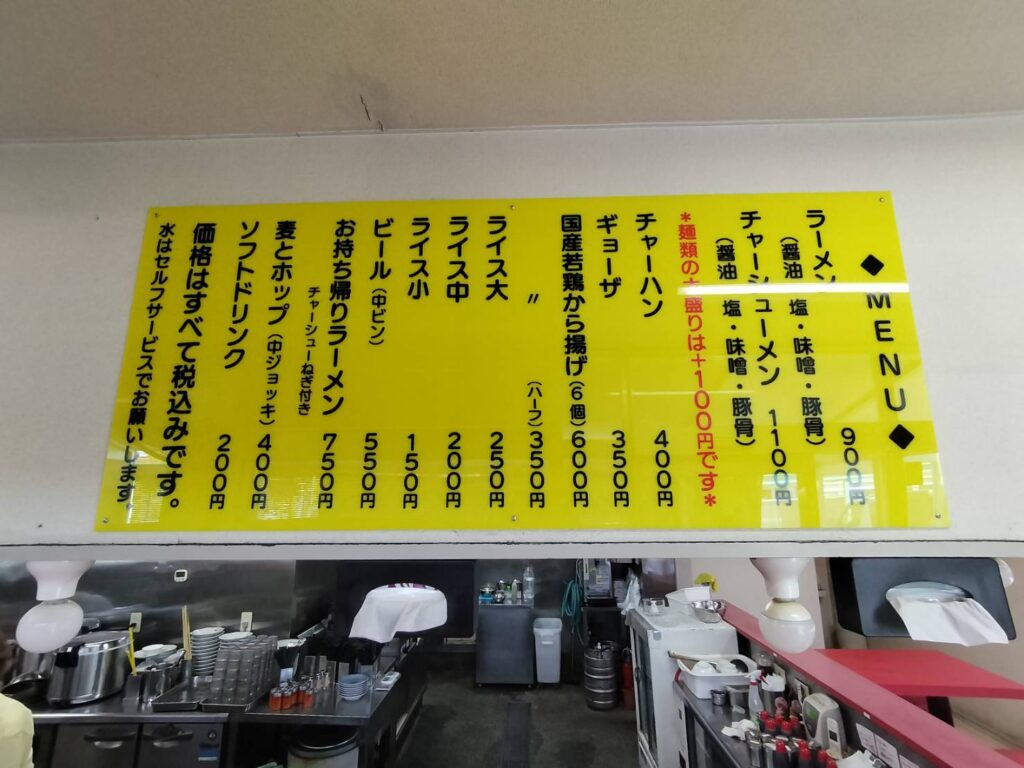 ◆MENU◆
ラーメン 900円
(醤油・塩・味噌・豚骨)
チャーシューメン 1100円
(醤油・塩・味噌・豚骨)
*麺類の大盛りは+100円です*
チャーハン 400円
ギョーザ 350円
国産若鶏から揚げ(6個)600円
〃 (ハーフ)350円
ライス大 250円
ライス中 200円
ライス小 150円
ビール(中ビン) 550円
お持ち帰りラーメン 750円
チャーシューねぎ付き
麦とホップ(中ジョッキ)400円
ソフトドリンク 200円
価格はすべて税込みです。
水はセルフサービスでお願いします。